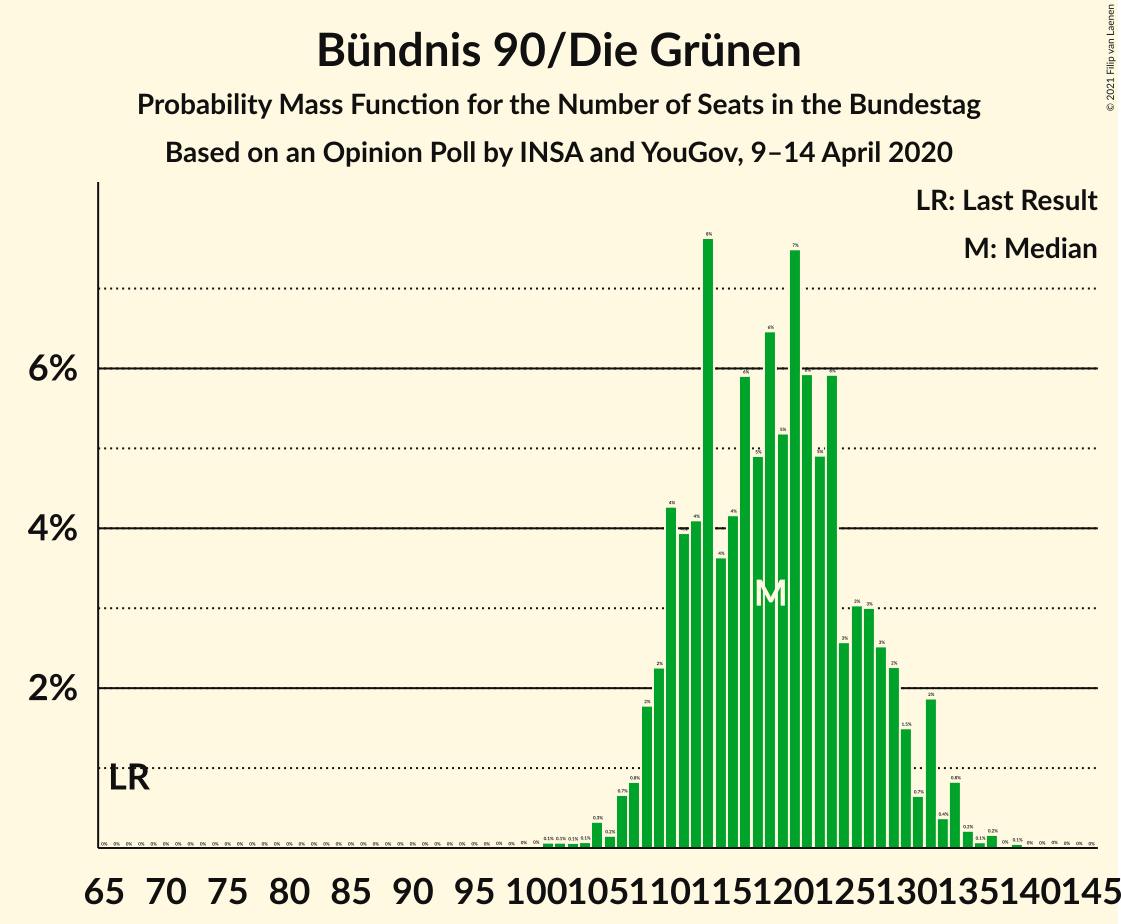 Bündnis 90/Die Grünen
Probability Mass Function for the Number of Seats in the Bundestag
Based on an Opinion Poll by INSA and YouGov, 9–14 April 2020
© 2021 Filip van Laenen
LR: Last Result
M: Median
6%
4%
2%
LR
M
65 70 75 80 85 90 95 100 105 110 115 120 125 130 135 140 145